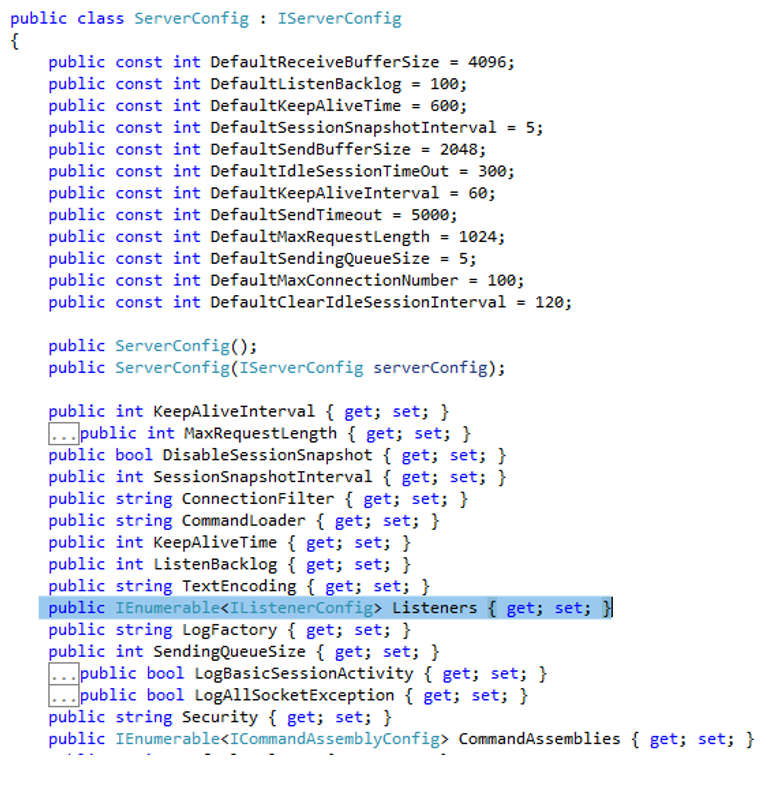 public class ServerConfig : IServerConfig
{
public const int DefaultReceiveBufferSize = 4096;
public const int DefaultListenBacklog = 100;
public const int DefaultKeepAliveTime = 600;
public const int DefaultSessionSnapshotInterval = 5;
public const int DefaultSendBufferSize = 2048;
public const int DefaultIdleSessionTimeOut = 300;
public const int DefaultKeepAliveInterval = 60;
public const int DefaultSendTimeout = 5000;
public const int DefaultMaxRequestLength = 1024;
public const int DefaultSendingQueueSize = 5;
public const int DefaultMaxConnectionNumber = 100;
public const int DefaultClearIdleSessionInterval = 120;
public ServerConfig();
public ServerConfig(IServerConfig serverConfig);
public int KeepAliveInterval { get; set; }
...public int MaxRequestLength { get; set; }
public bool DisableSessionSnapshot { get; set; }
public int SessionSnapshotInterval { get; set; }
public string ConnectionFilter { get; set; }
public string CommandLoader { get; set; }
public int KeepAliveTime { get; set; }
public int ListenBacklog { get; set; }
public string TextEncoding { get; set; }
public IEnumerable<IListenerConfig> Listeners { get; set; }
public string LogFactory { get; set; }
public int SendingQueueSize { get; set; }
...public bool LogBasicSessionActivity { get; set; }
...public bool LogAllSocketException { get; set; }
public string Security { get; set; }
public IEnumerable<ICommandAssemblyConfig> CommandAssemblies { get; set; }